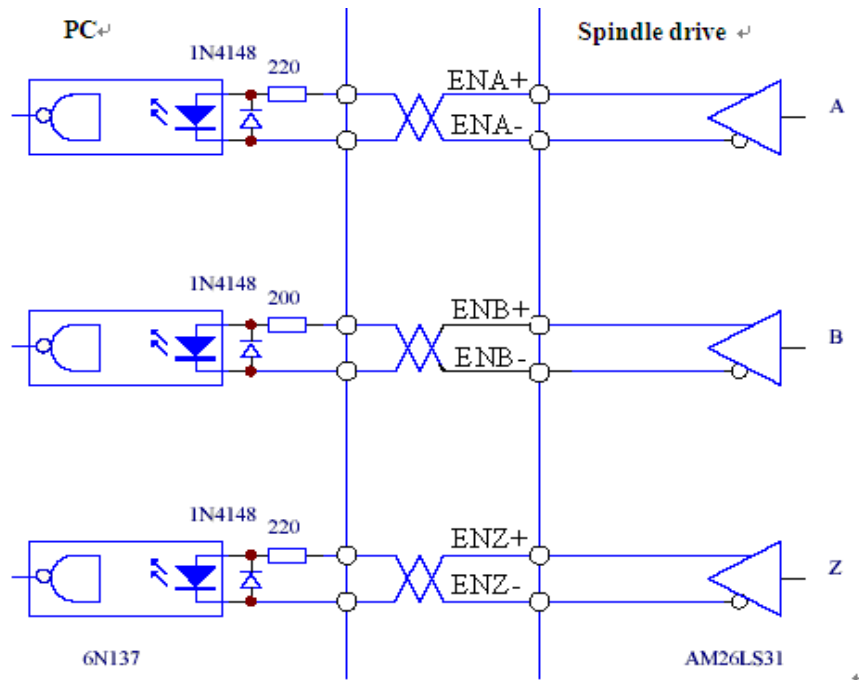 PC↵
Spindle drive ↵
1N4148
220
ENA+
ENA-
A
1N4148
200
ENB+
ENB-
B
1N4148
220
ENZ+
ENZ-
Z
6N137
AM26LS31
↵